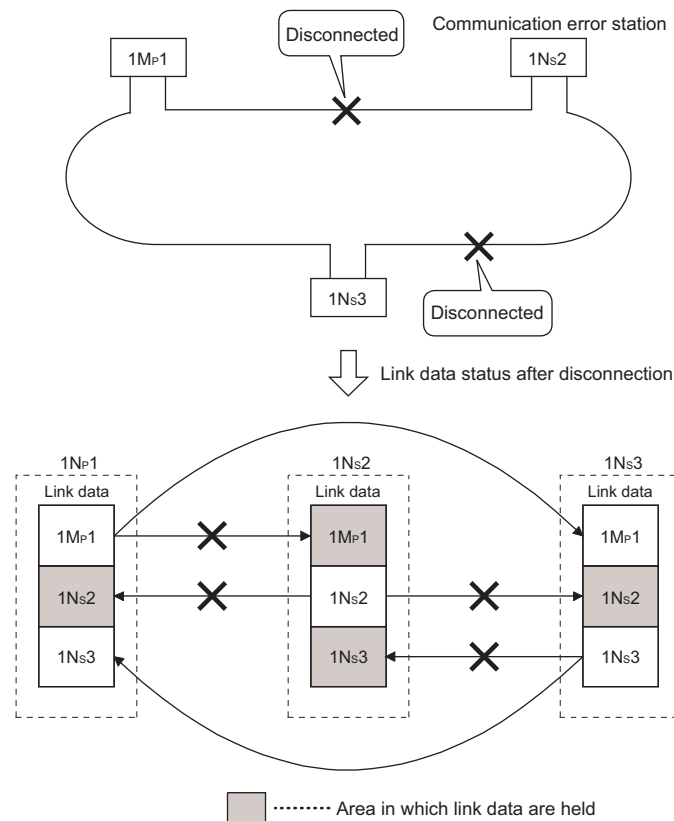 Communication error station
Disconnected
1MP1
1NS2
1NS3
Disconnected
Link data status after disconnection
1NP1
1NS2
1NS3
Link data
Link data
Link data
1MP1
1MP1
1MP1
1NS2
1NS2
1NS2
1NS3
1NS3
1NS3
Area in which link data are held